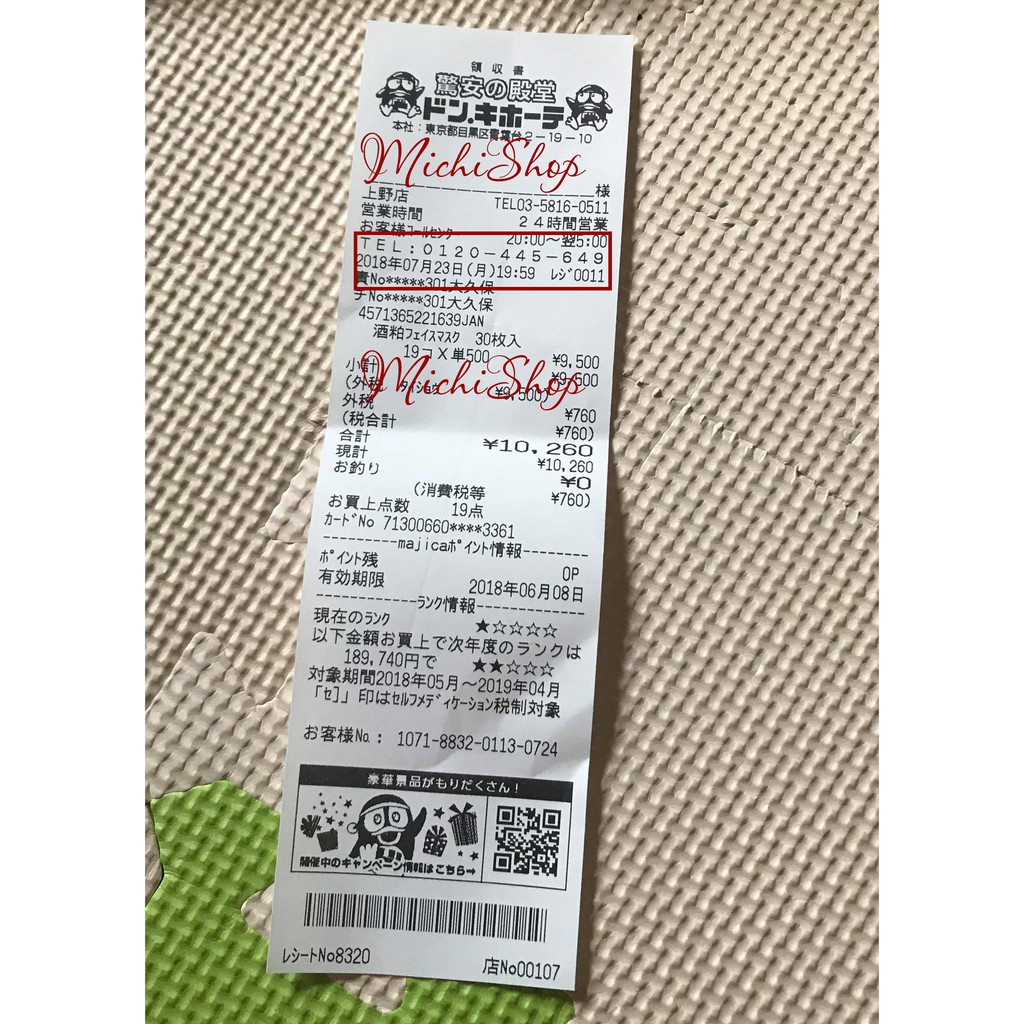 領収書
驚安の殿堂
ドン.キホーテ
本社:東京都目黒区青葉台2-19-10
MichiShop
様
上野店 TEL03-5816-0511
営業時間 24時間営業
お客様コールセンター 20:00~翌5:00
TEL:0120-445-649
2018年07月23日(月)19:59 レジ0011
責No*****301大久保
チNo*****301大久保
4571365221639JAN
酒粕フェイスマスク 30枚入
19コX単500 ¥9,500
小計 ¥9,500
MichiShop
(外税 ¥9,500)
外税 ¥760
(税合計 ¥760)
合計 ¥10,260
現計 ¥10,260
お釣り ¥0
(消費税等 ¥760)
お買上点数 19点
カードNo 71300660****3361
----------majicaポイント情報--------
ポイント残 0P
有効期限 2018年06月08日
------------ランク情報-------------
現在のランク ★☆☆☆☆
以下金額お買上で次年度のランクは
189,740円で ★★☆☆☆
対象期間2018年05月~2019年04月
「セ]」印はセルフメディケーション税制対象
お客様No.: 1071-8832-0113-0724
豪華景品がもりだくさん!
開催中のキャンペーン情報はこちら→
レシートNo8320 店No00107